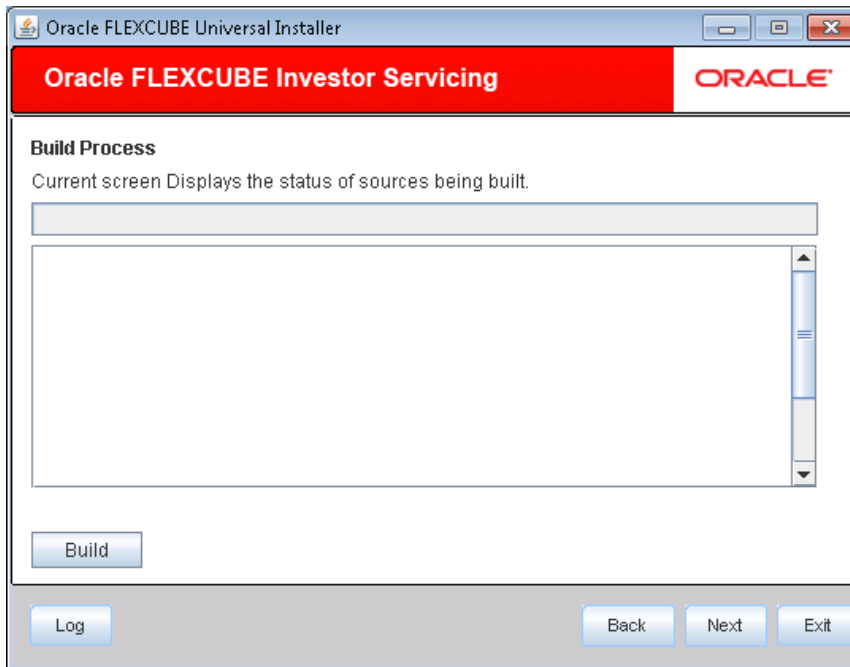 Oracle FLEXCUBE Universal Installer
Oracle FLEXCUBE Investor Servicing
ORACLE
Build Process
Current screen Displays the status of sources being built.
Build
Log
Back
Next
Exit